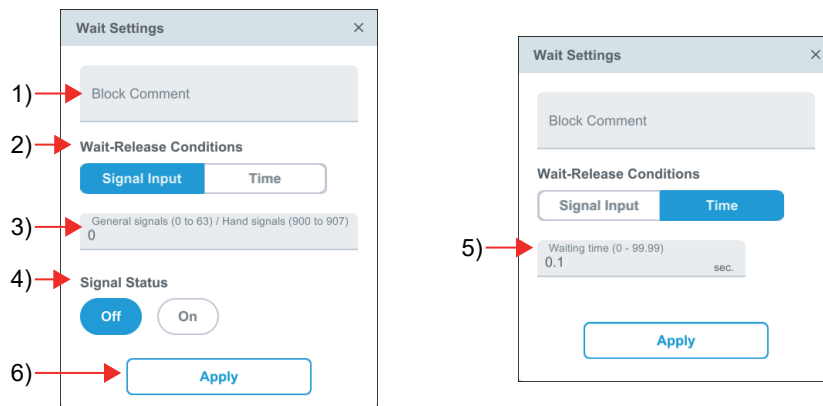 Wait Settings ×
1) Block Comment
2) Wait-Release Conditions
Signal Input Time
3) General signals (0 to 63) / Hand signals (900 to 907)
0
4) Signal Status
Off On
6) Apply
Wait Settings ×
Block Comment
Wait-Release Conditions
Signal Input Time
5) Waiting time (0 - 99.99)
0.1 sec.
Apply